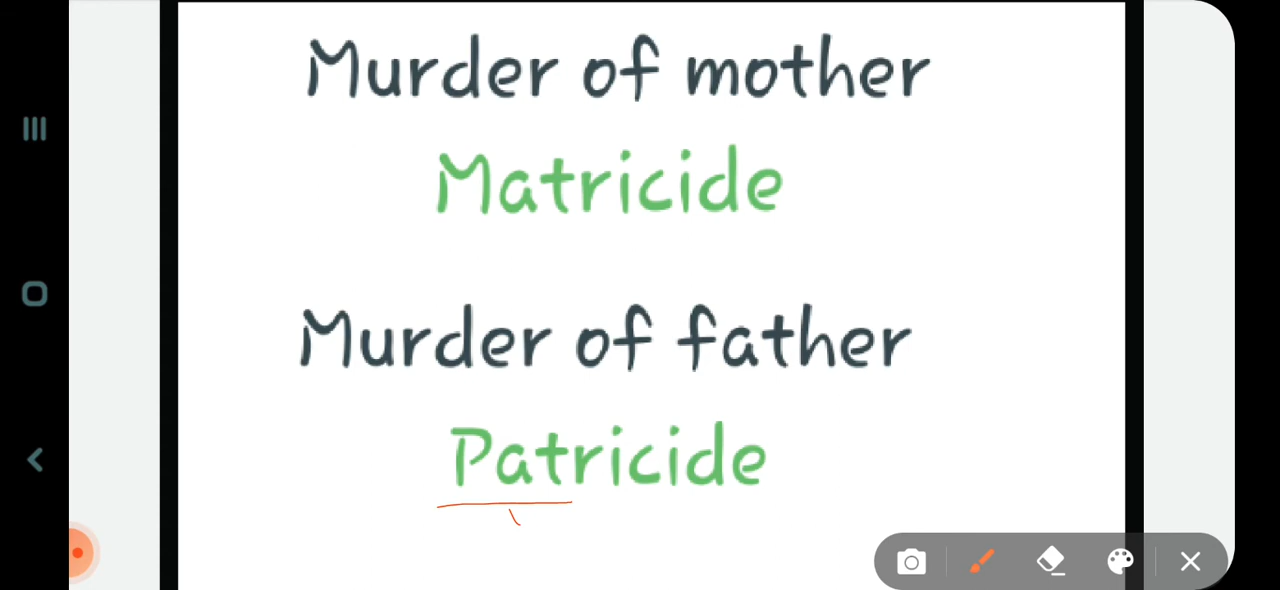 Murder of mother
Matricide
Murder of father
Patricide